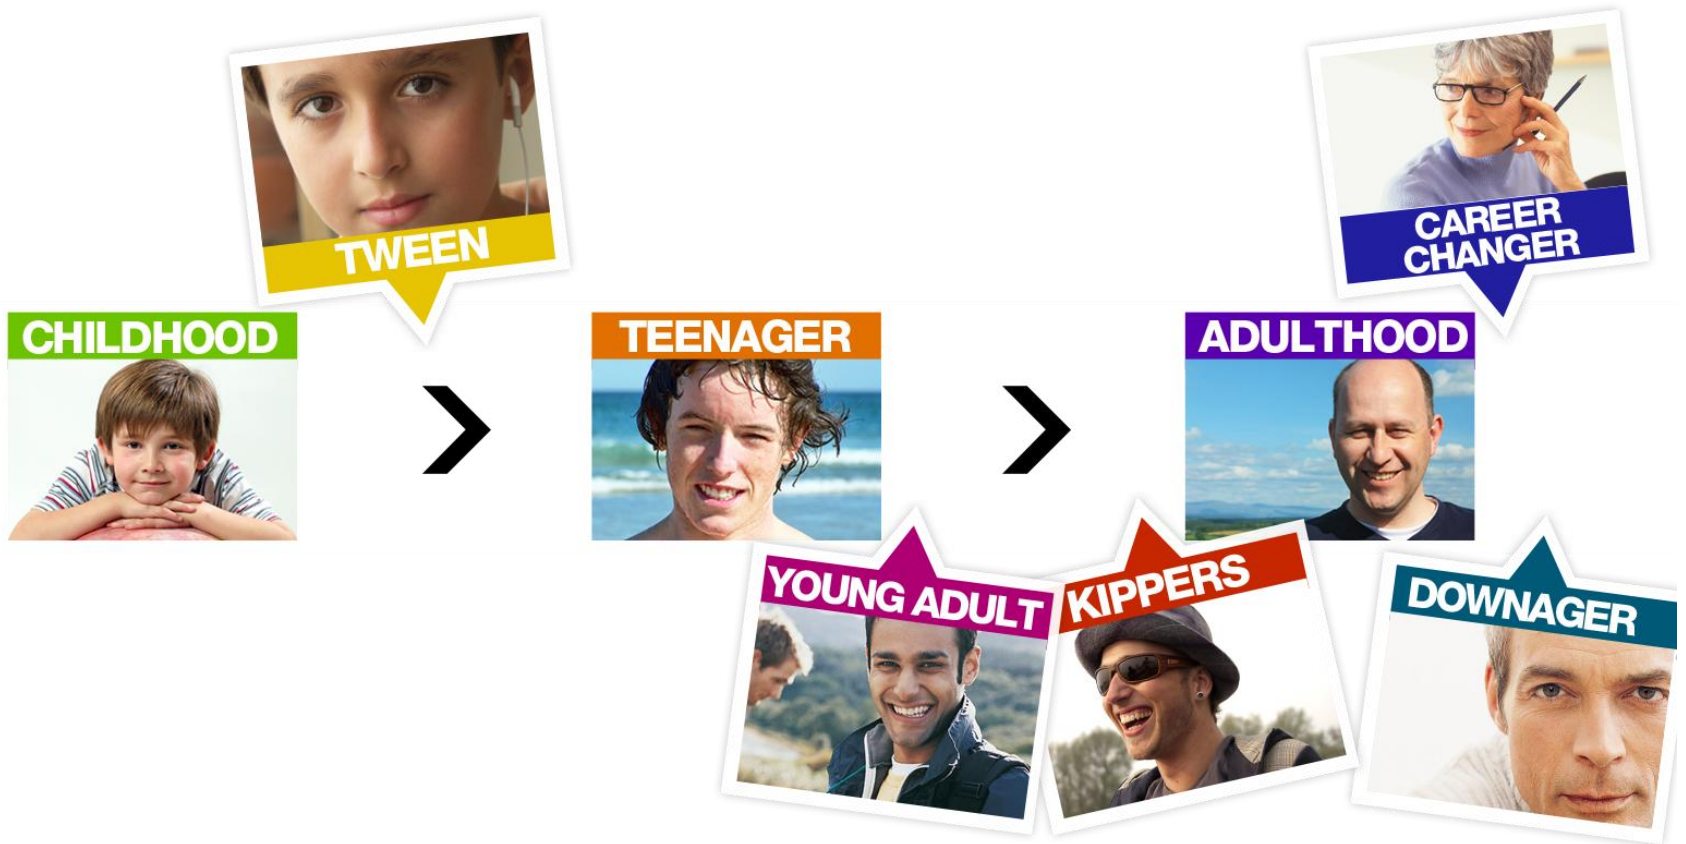 TWEEN
CAREER
CHANGER
CHILDHOOD
TEENAGER
ADULTHOOD
YOUNG ADULT
KIPPERS
DOWNAGER